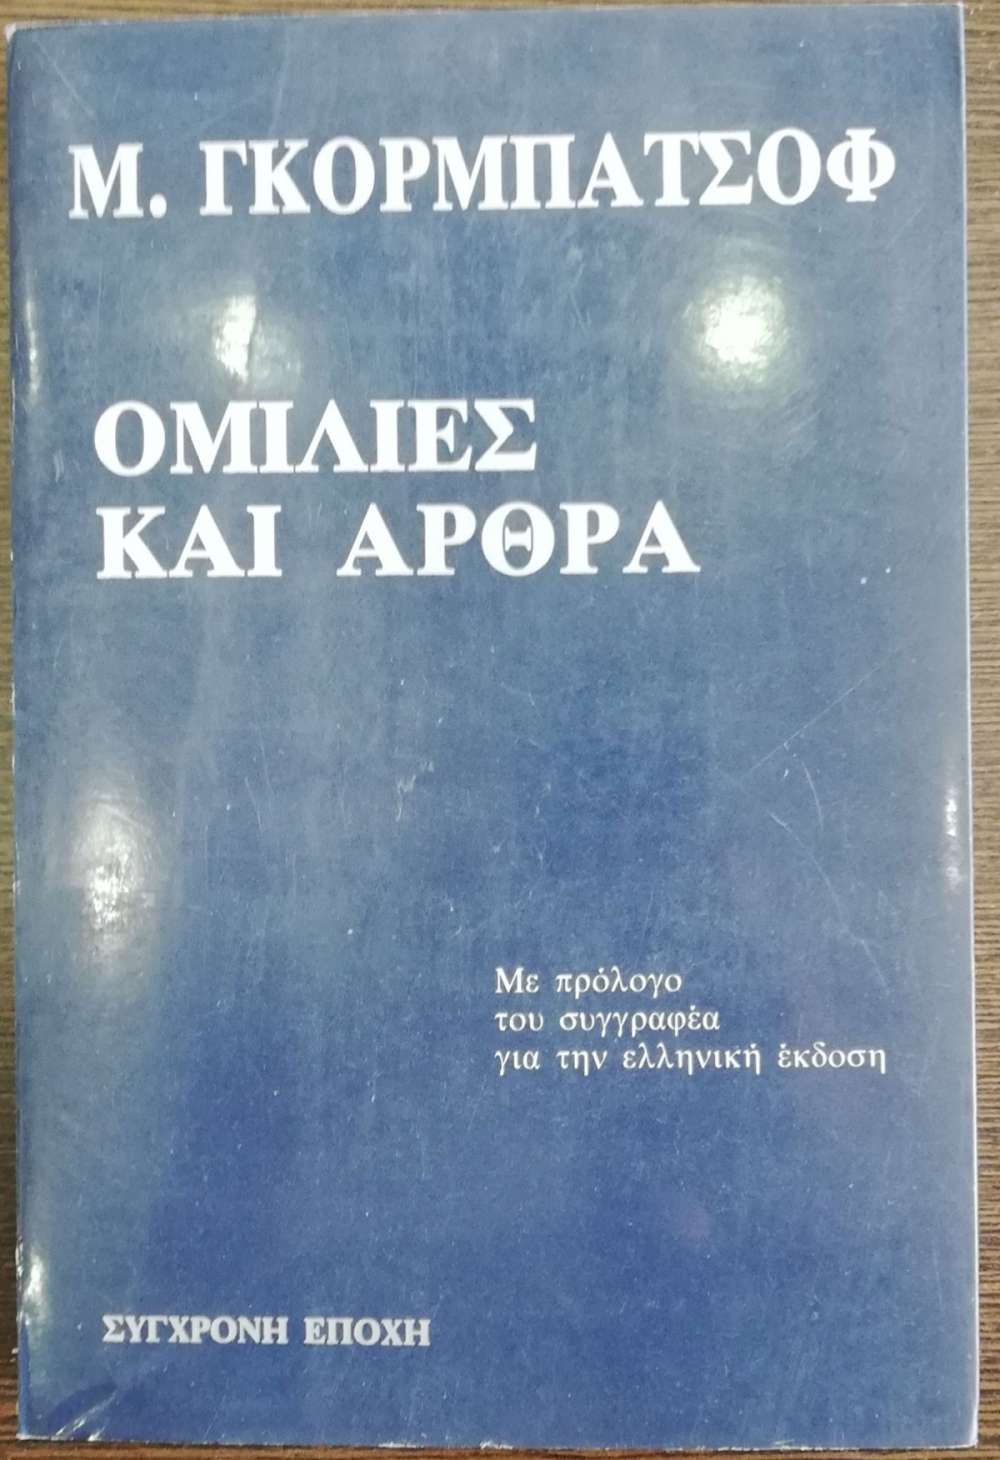 Μ. ΓΚΟΡΜΠΑΤΣΟΦ
ΟΜΙΛΙΕΣ
ΚΑΙ ΑΡΘΡΑ
Με πρόλογο
του συγγραφέα
για την ελληνική έκδοση
ΣΥΓΧΡΟΝΗ ΕΠΟΧΗ